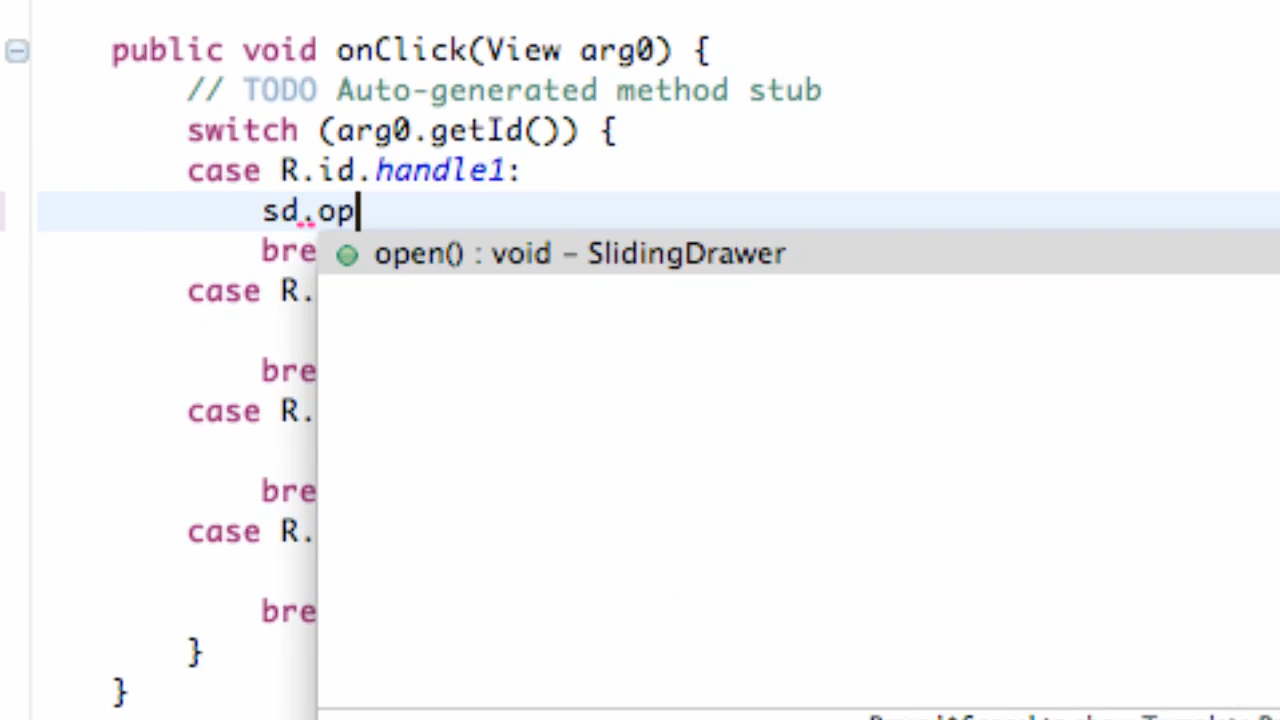 public void onClick(View arg0) {
// TODO Auto-generated method stub
switch (arg0.getId()) {
case R.id.handle1:
sd.op
open() : void – SlidingDrawer
bre
case R.
bre
case R.
bre
case R.
bre
}
}